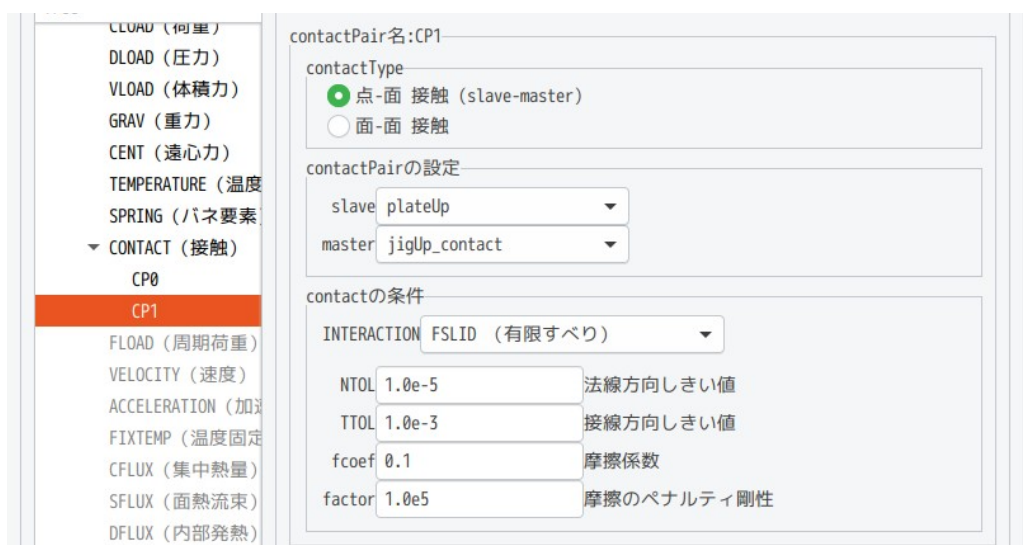 CLOAD (荷重)
DLOAD (圧力)
VLOAD (体積力)
GRAV (重力)
CENT (遠心力)
TEMPERATURE (温度
SPRING (バネ要素)
CONTACT (接触)
CP0
CP1
FLOAD (周期荷重)
VELOCITY (速度)
ACCELERATION (加速
FIXTEMP (温度固定
CFLUX (集中熱量)
SFLUX (面熱流束)
DFLUX (内部発熱)
contactPair名:CP1
contactType
点-面 接触 (slave-master)
面-面 接触
contactPairの設定
slave plateUp
master jigUp_contact
contactの条件
INTERACTION FSLID (有限すべり)
NTOL 1.0e-5 法線方向しきい値
TTOL 1.0e-3 接線方向しきい値
fcoef 0.1 摩擦係数
factor 1.0e5 摩擦のペナルティ剛性